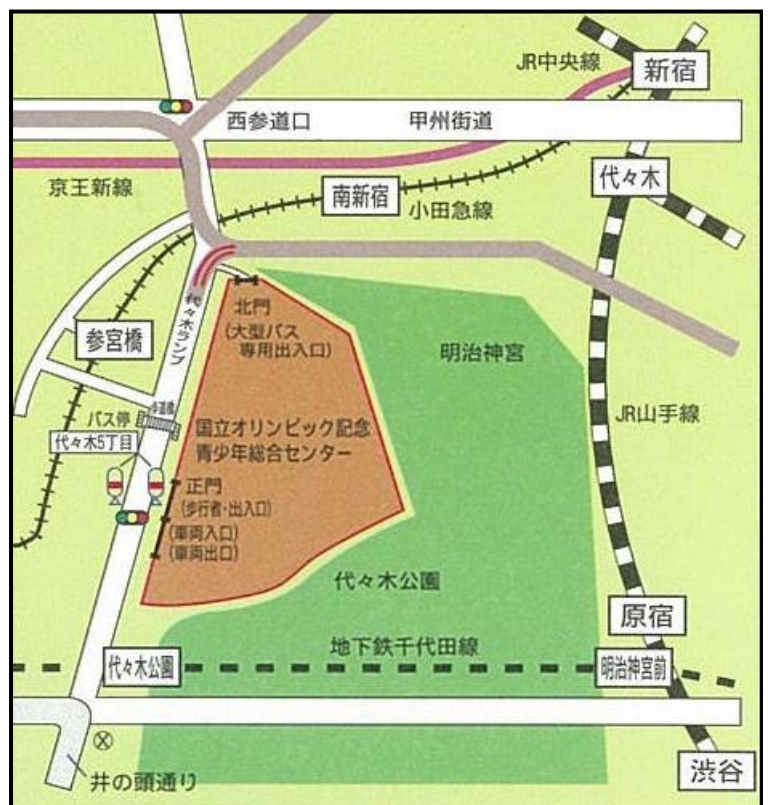 JR中央線
新宿
西参道口
甲州街道
代々木
京王新線
南新宿
小田急線
代々木ランプ
北門
(大型バス
専用出入口)
明治神宮
参宮橋
JR山手線
歩道橋
バス停
代々木5丁目
国立オリンピック記念
青少年総合センター
正門
(歩行者・出入口)
(車両入口)
(車両出口)
代々木公園
原宿
地下鉄千代田線
代々木公園
明治神宮前
井の頭通り
渋谷